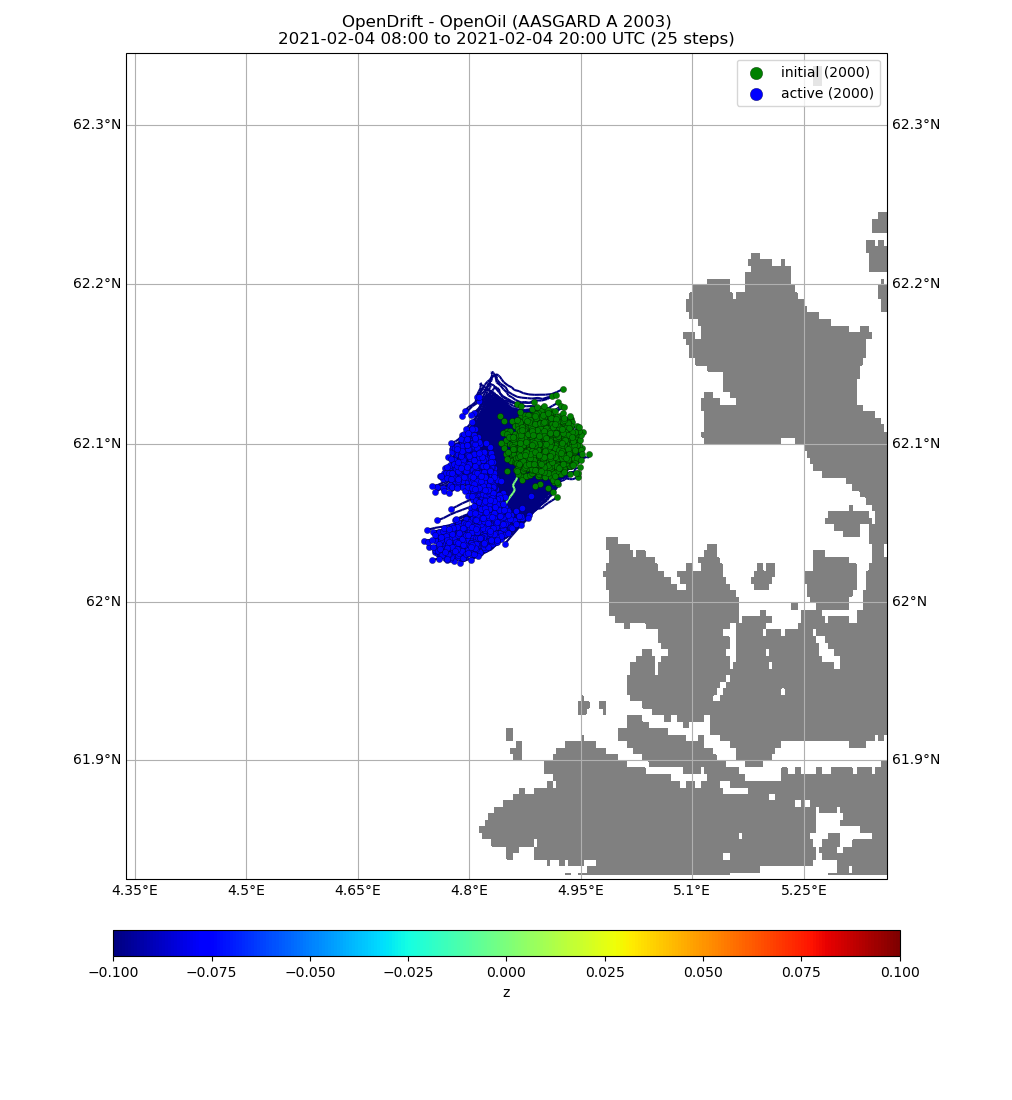 OpenDrift - OpenOil (AASGARD A 2003)
2021-02-04 08:00 to 2021-02-04 20:00 UTC (25 steps)
initial (2000)
active (2000)
62.3°N 62.3°N
62.2°N 62.2°N
62.1°N 62.1°N
62°N 62°N
61.9°N 61.9°N
4.35°E 4.5°E 4.65°E 4.8°E 4.95°E 5.1°E 5.25°E
−0.100 −0.075 −0.050 −0.025 0.000 0.025 0.050 0.075 0.100
z